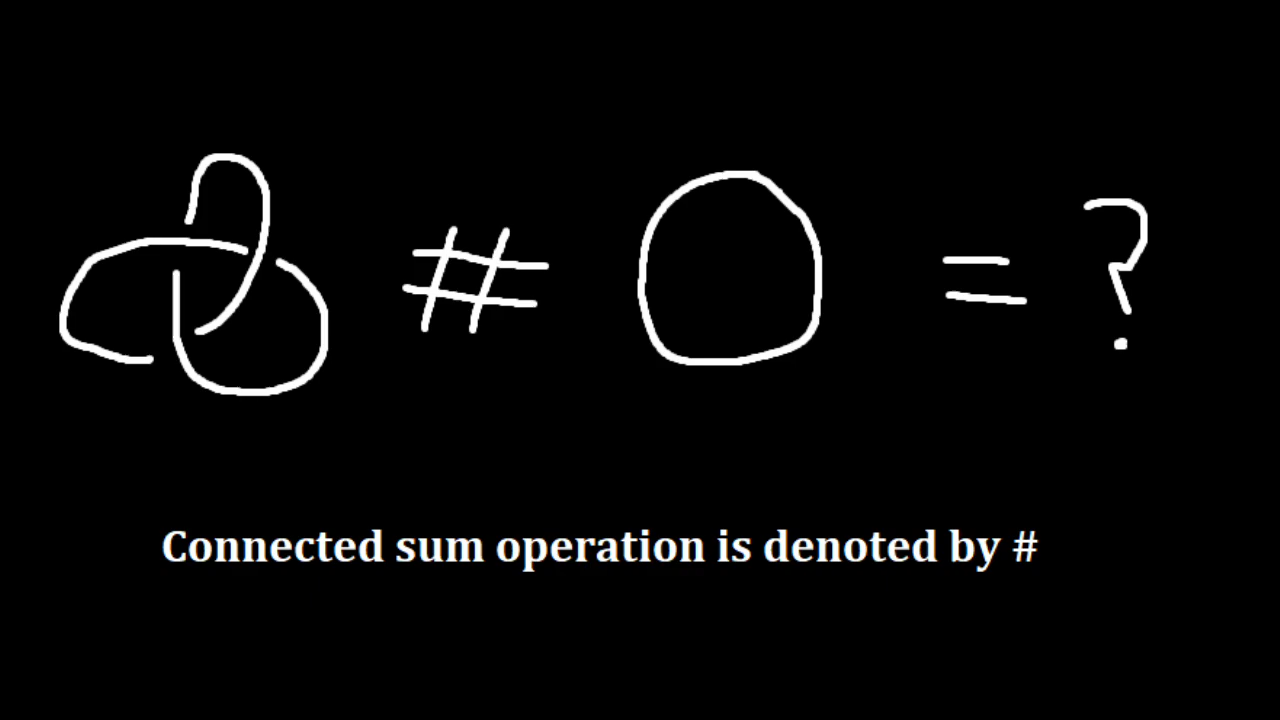 # = ?
Connected sum operation is denoted by #